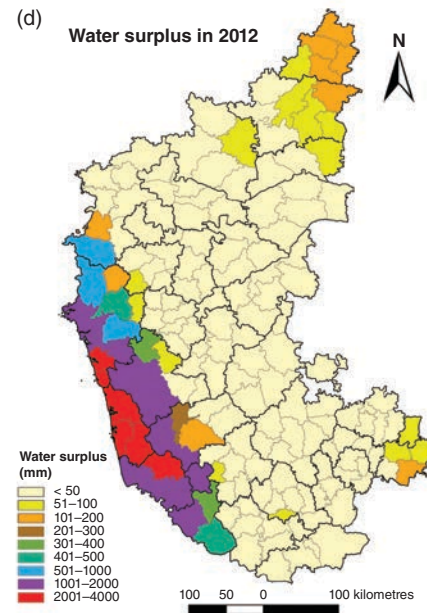 (d)
Water surplus in 2012
N
Water surplus
(mm)
< 50
51–100
101–200
201–300
301–400
401–500
501–1000
1001–2000
2001–4000
100 50 0 100 kilometres